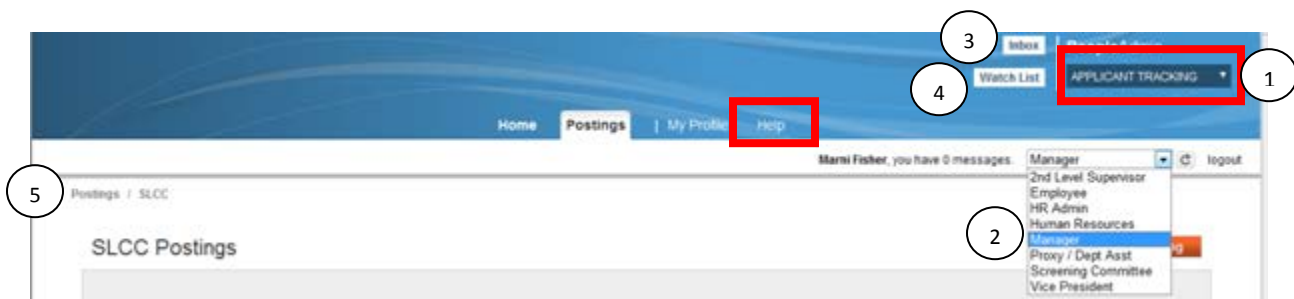 3
Inbox
PeopleAdmin
4
Watch List
APPLICANT TRACKING
1
Home
Postings
| My Profile
Help
Marni Fisher, you have 0 messages.
Manager
logout
5
Postings / SLCC
2nd Level Supervisor
Employee
HR Admin
Human Resources
2
Manager
SLCC Postings
Proxy / Dept Asst
Screening Committee
Vice President